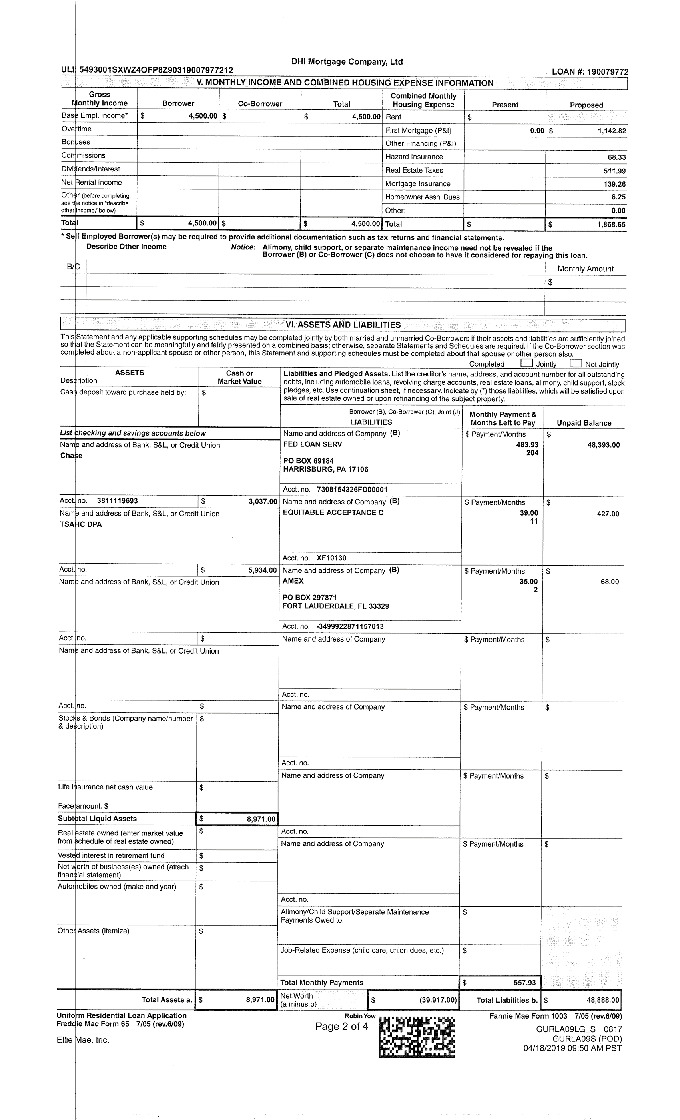 DHI Mortgage Company, Ltd
ULI: 5493001SXWZ4OFP8Z90319007977212
LOAN #: 190079772
V. MONTHLY INCOME AND COMBINED HOUSING EXPENSE INFORMATION
Gross Monthly Income Borrower Co-Borrower Total Combined Monthly Housing Expense Present Proposed
Base Empl. Income* $ 4,500.00 $ $ 4,500.00 Rent $
Overtime First Mortgage (P&I) 0.00 $ 1,142.82
Bonuses Other Financing (P&I)
Commissions Hazard Insurance 68.33
Dividends/Interest Real Estate Taxes 511.99
Net Rental Income Mortgage Insurance 139.26
Other (before completing Homeowner Assn. Dues 6.25
see the notice in "describe
other income," below) Other: 0.00
Total $ 4,500.00 $ 4,500.00 Total $ $ 1,868.65
* Self Employed Borrower(s) may be required to provide additional documentation such as tax returns and financial statements.
Describe Other Income Notice: Alimony, child support, or separate maintenance income need not be revealed if the
Borrower (B) or Co-Borrower (C) does not choose to have it considered for repaying this loan.
B/C Monthly Amount
$
VI. ASSETS AND LIABILITIES
This Statement and any applicable supporting schedules may be completed jointly by both married and unmarried Co-Borrowers if their assets and liabilities are sufficiently joined
so that the Statement can be meaningfully and fairly presented on a combined basis; otherwise, separate Statements and Schedules are required. If the Co-Borrower section was
completed about a non-applicant spouse or other person, this Statement and supporting schedules must be completed about that spouse or other person also.
Completed Jointly Not Jointly
ASSETS Cash or Market Value
Description
Cash deposit toward purchase held by: $
Liabilities and Pledged Assets. List the creditor's name, address, and account number for all outstanding
debts, including automobile loans, revolving charge accounts, real estate loans, alimony, child support, stock
pledges, etc. Use continuation sheet, if necessary. Indicate by (*) those liabilities, which will be satisfied upon
sale of real estate owned or upon refinancing of the subject property.
Borrower (B), Co-Borrower (C), Joint (J)
LIABILITIES Monthly Payment & Months Left to Pay Unpaid Balance
List checking and savings accounts below
Name and address of Bank, S&L, or Credit Union
Chase
Name and address of Company (B) $ Payment/Months $
FED LOAN SERV 483.93 48,393.00
204
PO BOX 69184
HARRISBURG, PA 17106
Acct. no. 7308154326FD00001
Acct. no. 3811119693 $ 3,037.00
Name and address of Bank, S&L, or Credit Union
TSAHC DPA
Name and address of Company (B) $ Payment/Months $
EQUITABLE ACCEPTANCE C 39.00 427.00
11
Acct. no. XF10130
Acct. no. $ 5,934.00
Name and address of Bank, S&L, or Credit Union
Name and address of Company (B) $ Payment/Months $
AMEX 35.00 68.00
2
PO BOX 297871
FORT LAUDERDALE, FL 33329
Acct. no. -3499922871157013
Acct. no. $
Name and address of Bank, S&L, or Credit Union
Name and address of Company $ Payment/Months $
Acct. no.
Acct. no. $
Stocks & Bonds (Company name/number $
& description)
Name and address of Company $ Payment/Months $
Acct. no.
Name and address of Company $ Payment/Months $
Life insurance net cash value $
Face amount: $
Subtotal Liquid Assets $ 8,971.00
Real estate owned (enter market value $
from schedule of real estate owned)
Acct. no.
Name and address of Company $ Payment/Months $
Vested interest in retirement fund $
Net worth of business(es) owned (attach $
financial statement)
Automobiles owned (make and year) $
Acct. no.
Alimony/Child Support/Separate Maintenance $
Payments Owed to
Other Assets (itemize) $
Job-Related Expense (child care, union dues, etc.) $
Total Monthly Payments $ 557.93
Total Assets a. $ 8,971.00 Net Worth (a minus b) $ (39,917.00) Total Liabilities b. $ 48,888.00
Uniform Residential Loan Application
Freddie Mac Form 65 7/05 (rev.6/09)
Robin Yow
Page 2 of 4
Fannie Mae Form 1003 7/05 (rev.6/09)
Ellie Mae, Inc.
GURLA09LG S 0617
GURLA09S (POD)
04/18/2019 09:50 AM PST